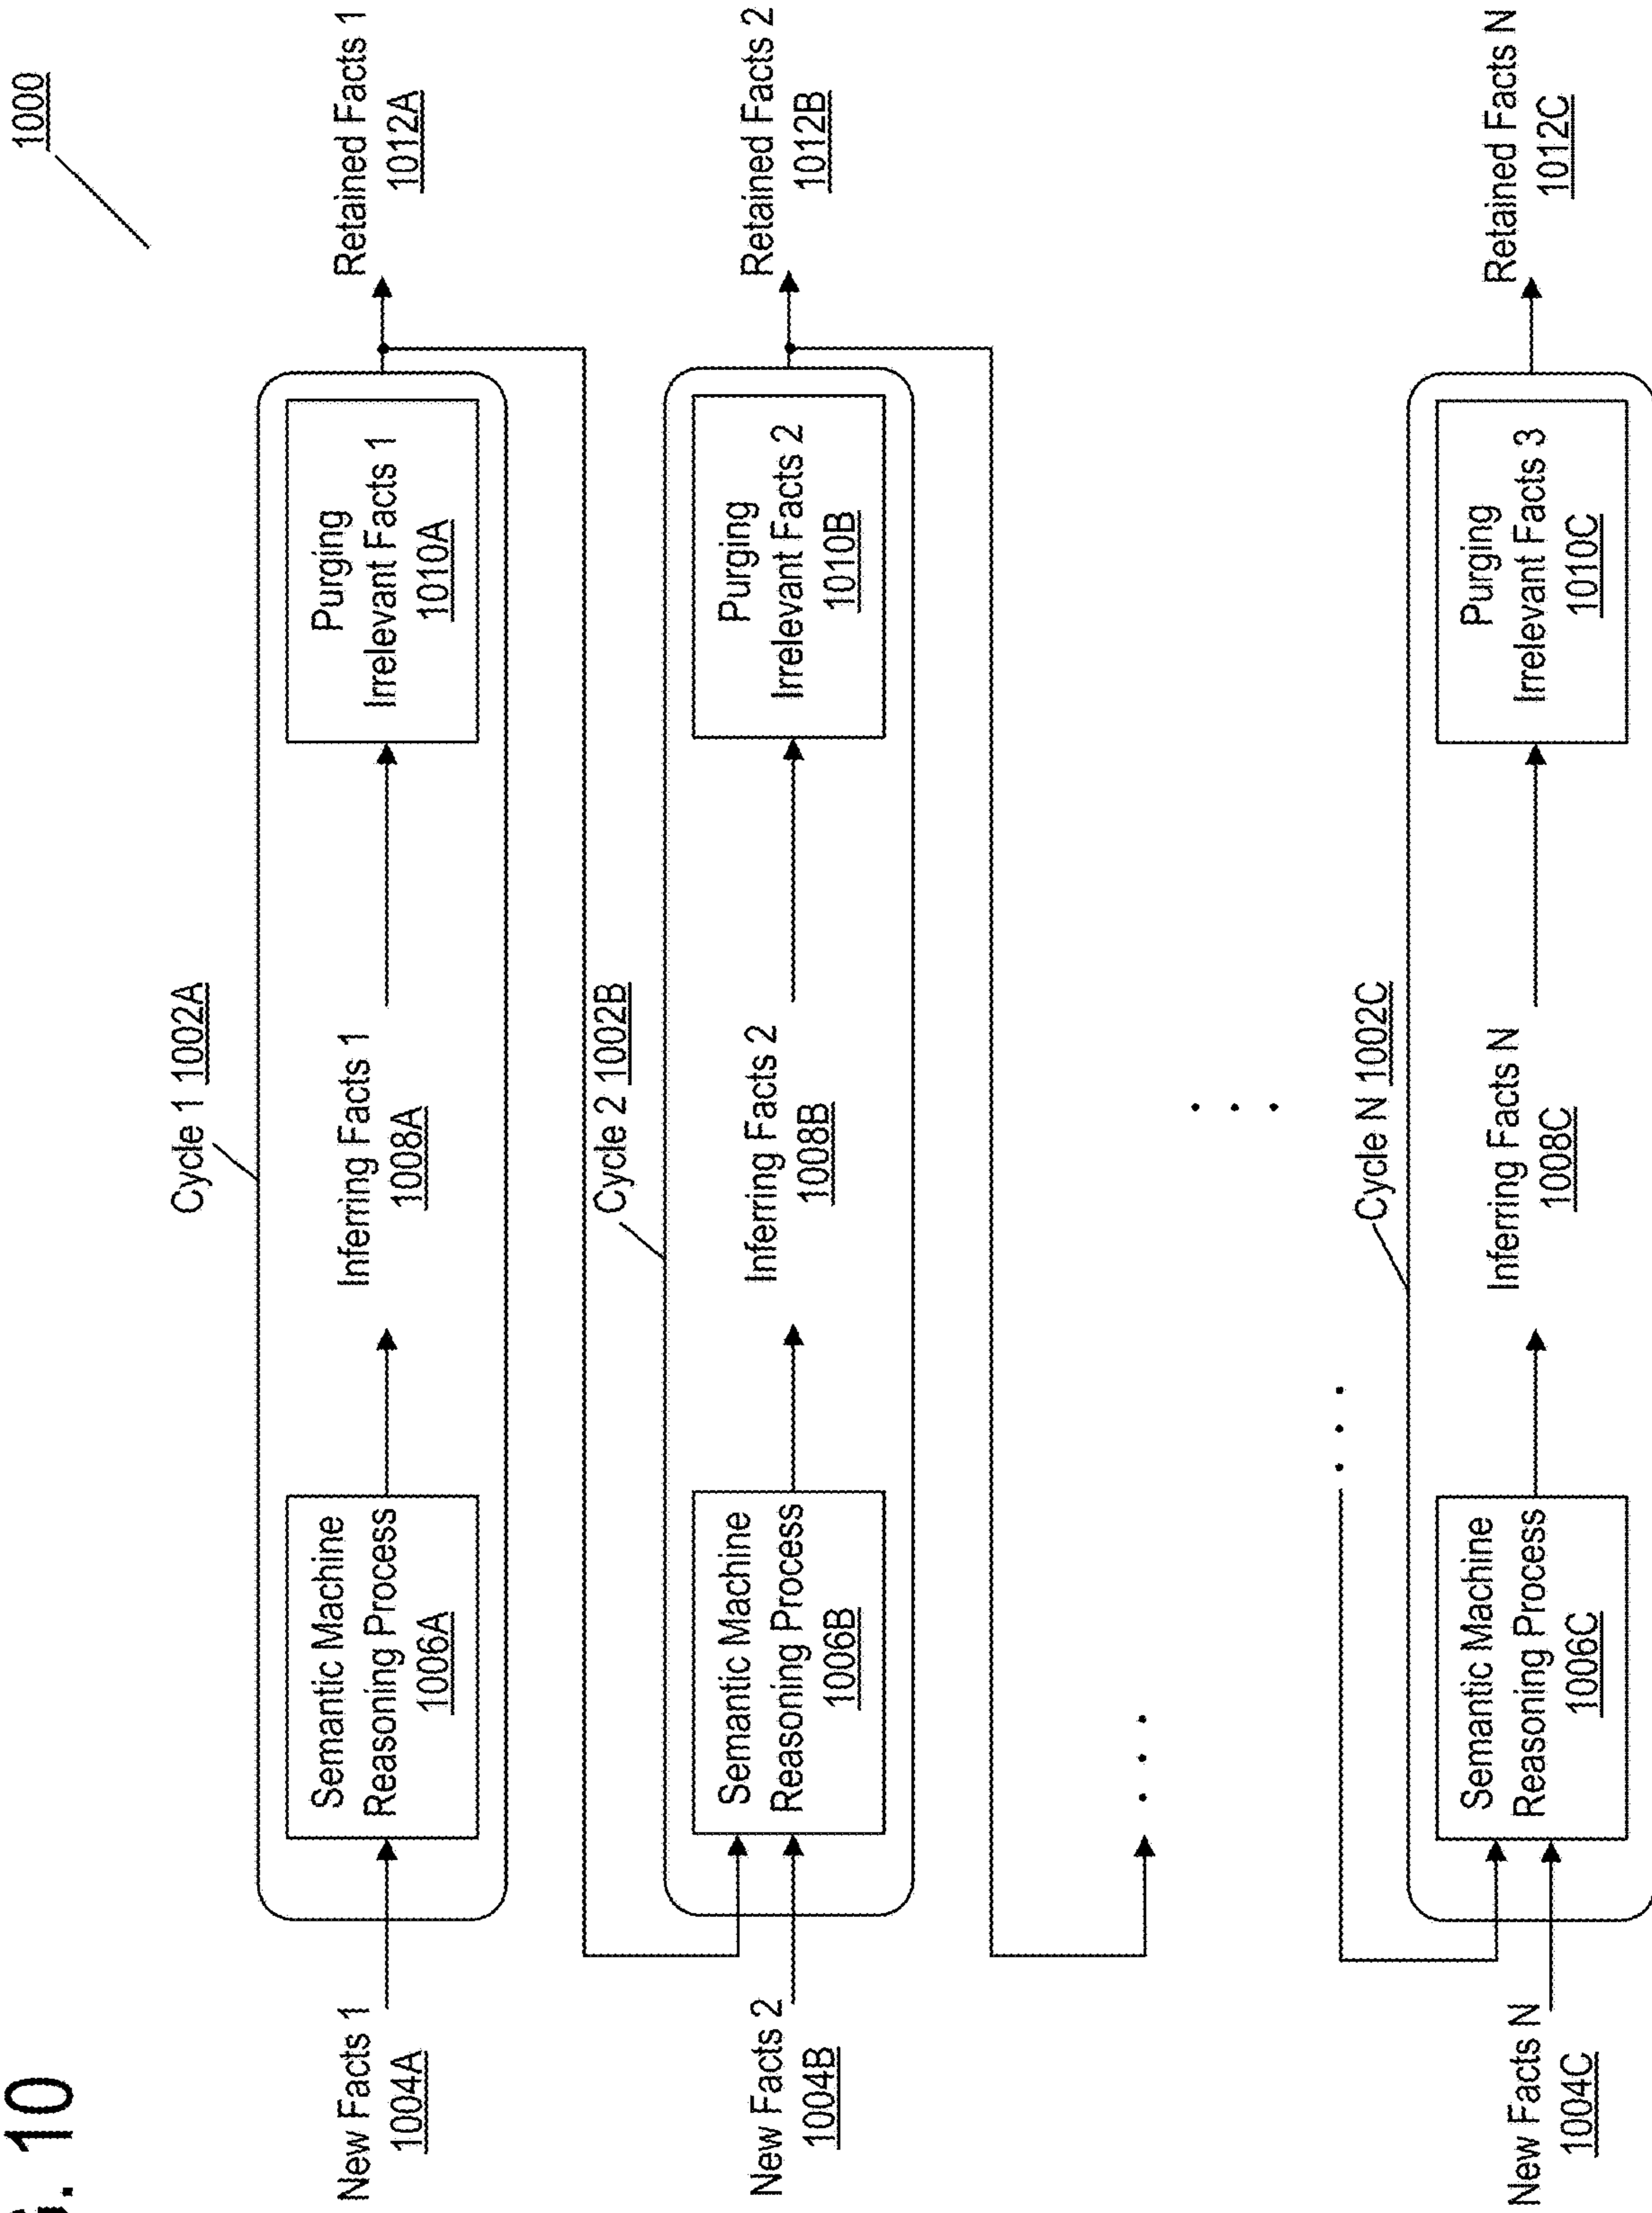 G. 10
1000
Cycle 1 1002A
New Facts 1
1004A
Semantic Machine
Reasoning Process
1006A
Inferring Facts 1
1008A
Purging
Irrelevant Facts 1
1010A
Retained Facts 1
1012A
Cycle 2 1002B
New Facts 2
1004B
Semantic Machine
Reasoning Process
1006B
Inferring Facts 2
1008B
Purging
Irrelevant Facts 2
1010B
Retained Facts 2
1012B
Cycle N 1002C
New Facts N
1004C
Semantic Machine
Reasoning Process
1006C
Inferring Facts N
1008C
Purging
Irrelevant Facts 3
1010C
Retained Facts N
1012C